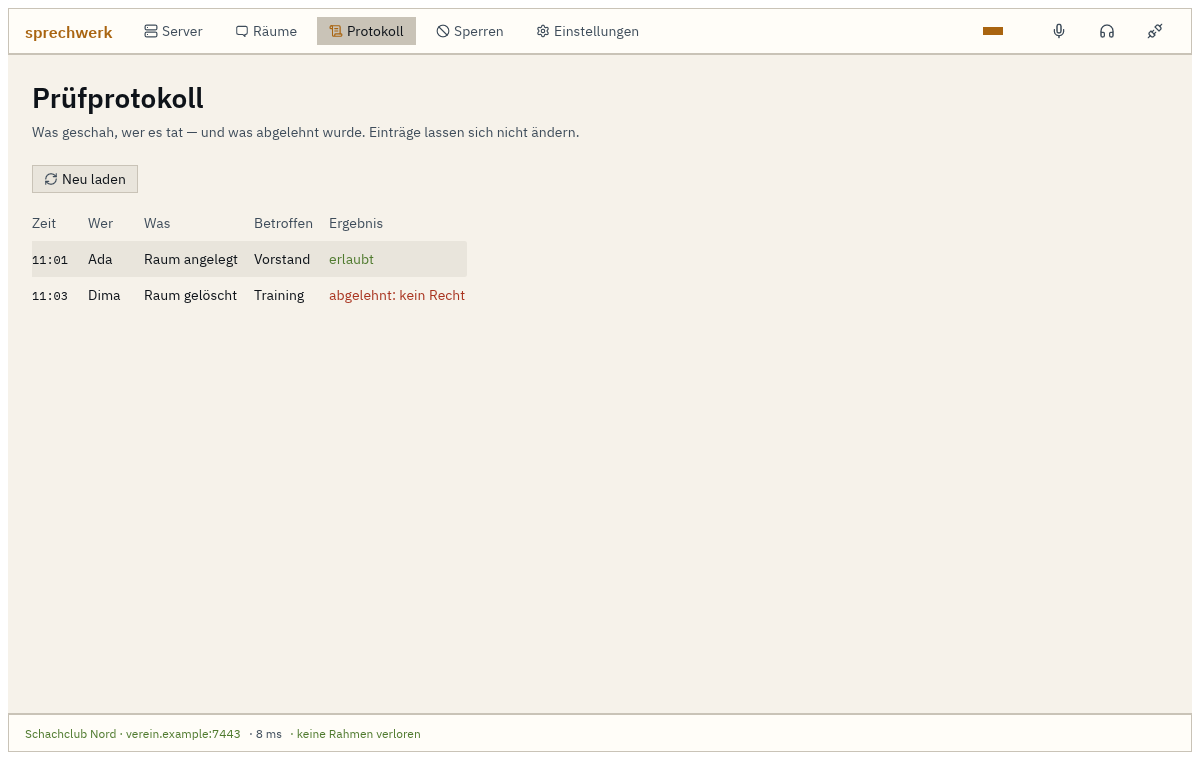 sprechwerk Server Räume Protokoll Sperren Einstellungen
Prüfprotokoll
Was geschah, wer es tat — und was abgelehnt wurde. Einträge lassen sich nicht ändern.
Neu laden
Zeit Wer Was Betroffen Ergebnis
11:01 Ada Raum angelegt Vorstand erlaubt
11:03 Dima Raum gelöscht Training abgelehnt: kein Recht
Schachclub Nord · verein.example:7443 · 8 ms · keine Rahmen verloren